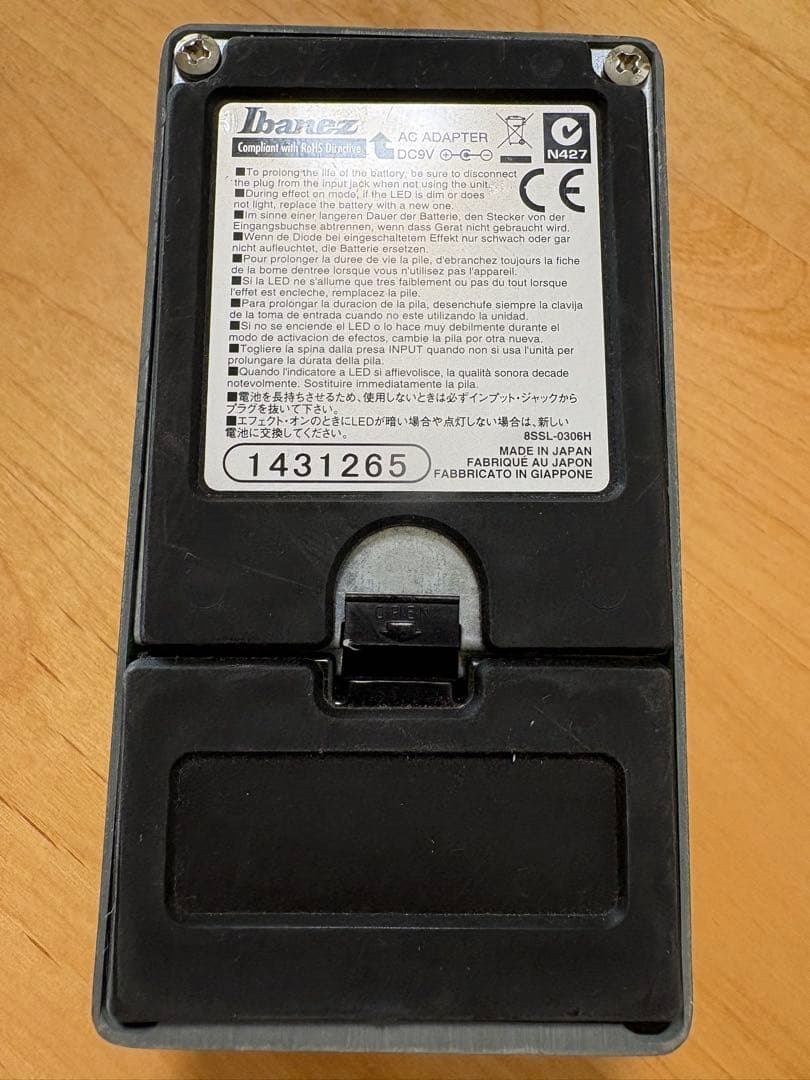 Ibanez
Compliant with RoHS Directive
AC ADAPTER
DC9V
N427
CE
■To prolong the life of the battery, be sure to disconnect
the plug from the input jack when not using the unit.
■During effect on mode, if the LED is dim or does
not light, replace the battery with a new one.
■Im sinne einer langeren Dauer der Batterie, den Stecker von der
Eingangsbuchse abtrennen, wenn dass Gerat nicht gebraucht wird.
■Wenn de Diode bei eingeschaltetem Effekt nur schwach oder gar
nicht aufleuchtet, die Batterie ersetzen.
■Pour prolonger la duree de vie la pile, d'ebranchez toujours la fiche
de la borne dentree lorsque vous n'utilisez pas l'appareil.
■Si la LED ne s'allume que tres faiblement ou pas du tout lorsque
l'effet est encleche, remplacez la pile.
■Para prolongar la duracion de la pila, desenchufe siempre la clavija
de la toma de entrada cuando no este utilizando la unidad.
■Si no se enciende el LED o lo hace muy debilmente durante el
modo de activacion de efectos, cambie la pila por otra nueva.
■Togliere la spina dalla presa INPUT quando non si usa l'unità per
prolungare la dùrata della pila.
■Quando l'indicatore a LED si affievolisce, la qualità sonora decade
notevolmente. Sostituire immediatamente la pila.
■電池を長持ちさせるため、使用しないときは必ずインプット・ジャックから
プラグを抜いて下さい。
■エフェクト・オンのときにLEDが暗い場合や点灯しない場合は、新しい
電池に交換してください。
8SSL-0306H
1431265
MADE IN JAPAN
FABRIQUÉ AU JAPON
FABBRICATO IN GIAPPONE
OPEN